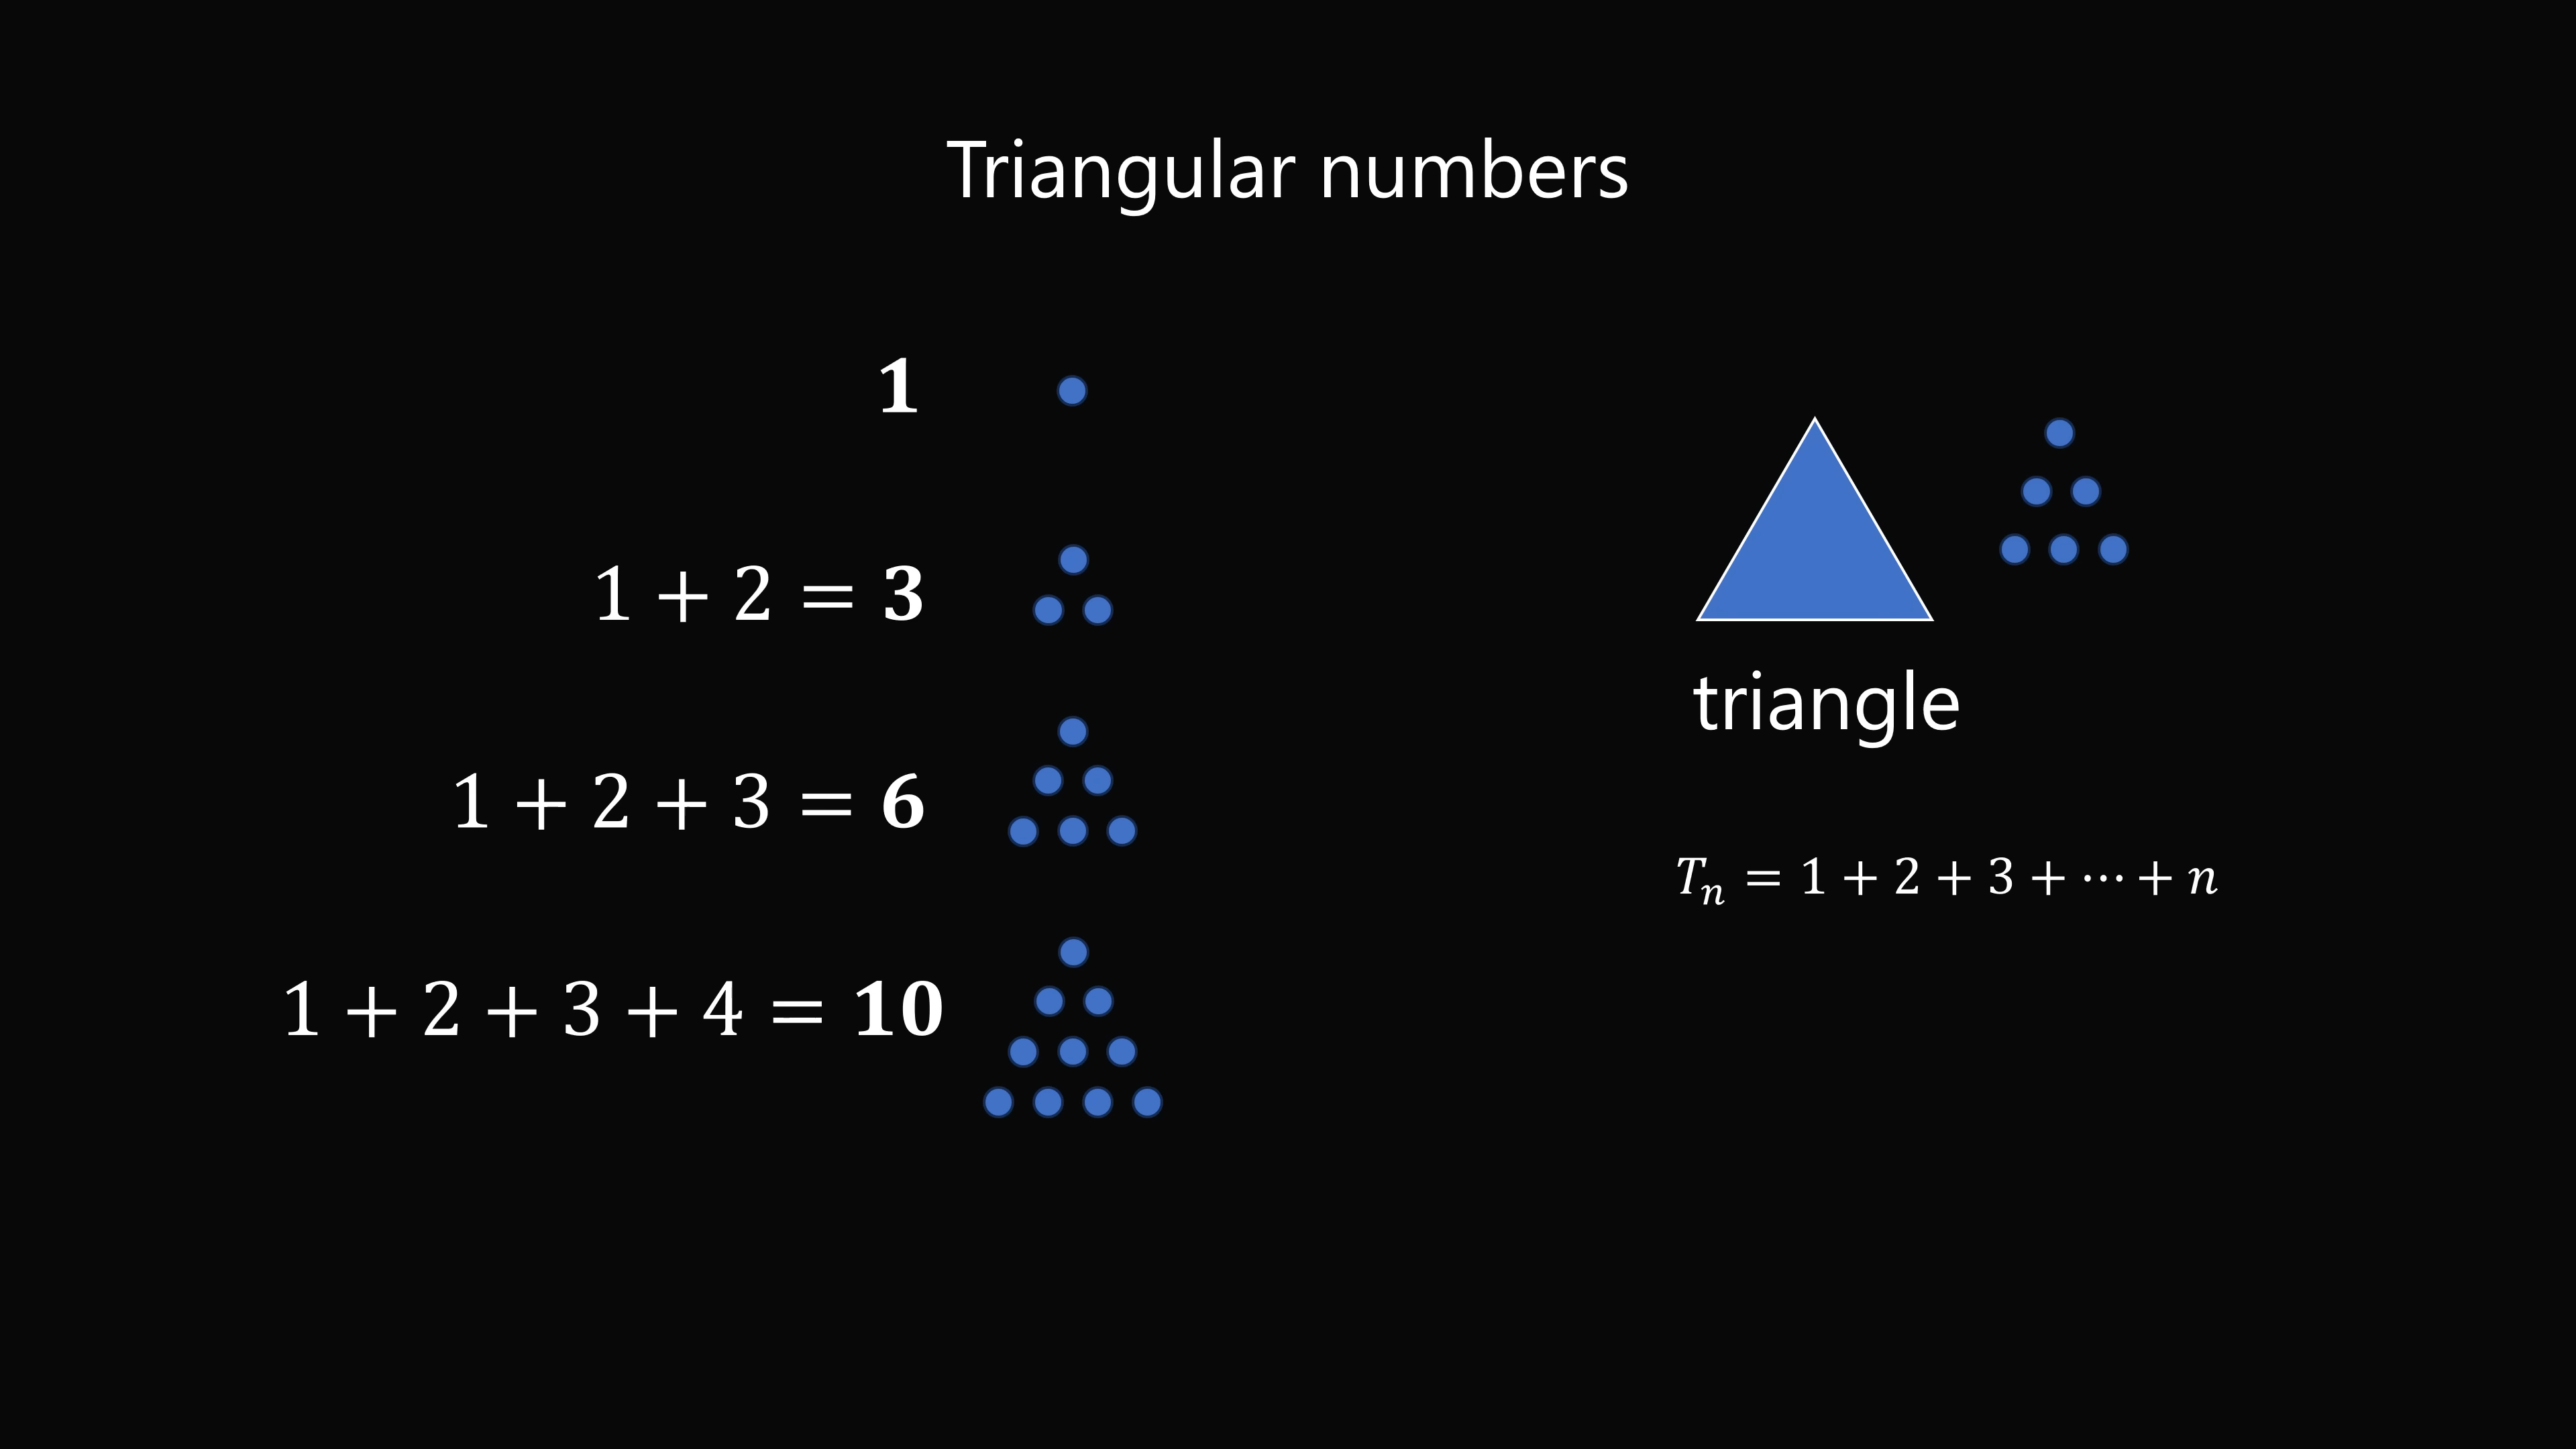 Triangular numbers
1
1 + 2 = 3
1 + 2 + 3 = 6
1 + 2 + 3 + 4 = 10
triangle
Tₙ = 1 + 2 + 3 + ⋯ + n